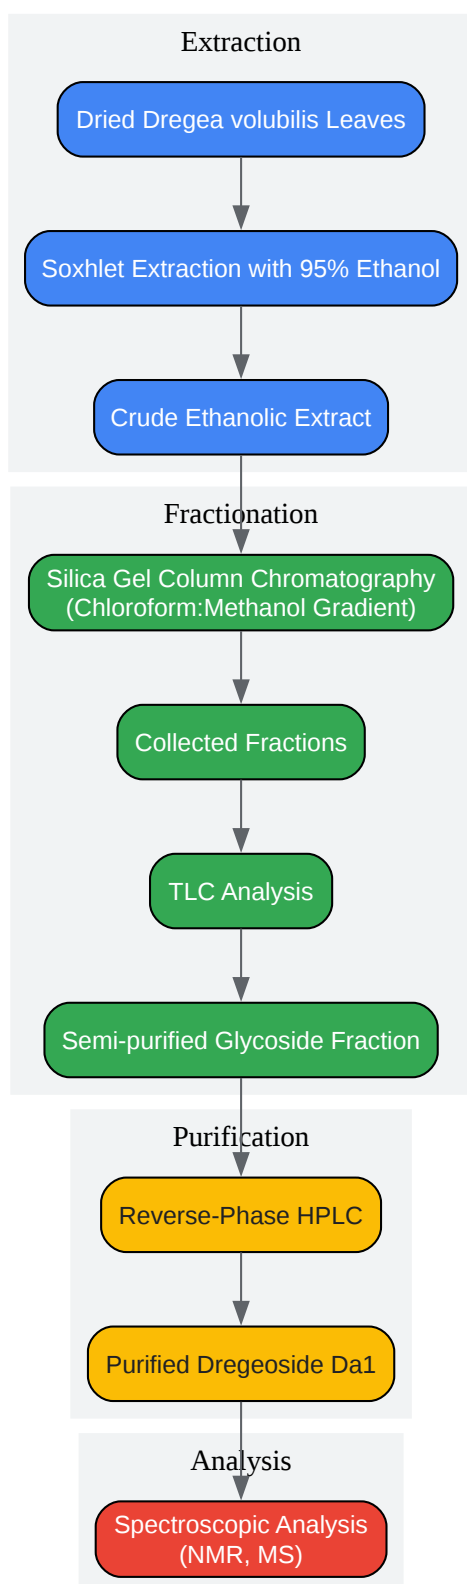 Extraction
Dried Dregea volubilis Leaves
Soxhlet Extraction with 95% Ethanol
Crude Ethanolic Extract
Fractionation
Silica Gel Column Chromatography
(Chloroform:Methanol Gradient)
Collected Fractions
TLC Analysis
Semi-purified Glycoside Fraction
Purification
Reverse-Phase HPLC
Purified Dregeoside Da1
Analysis
Spectroscopic Analysis
(NMR, MS)